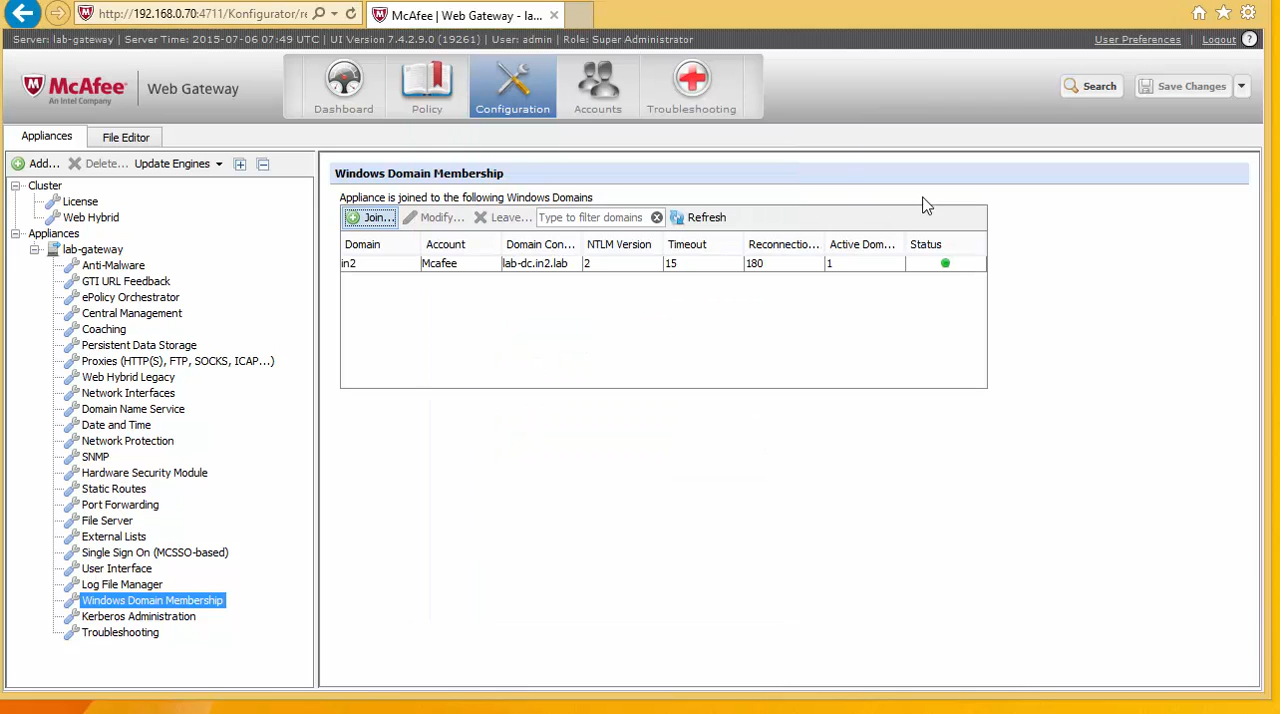 http://192.168.0.70:4711/Konfigurator/re
McAfee | Web Gateway - la...
Server: lab-gateway | Server Time: 2015-07-06 07:49 UTC | UI Version 7.4.2.9.0 (19261) | User: admin | Role: Super Administrator
User Preferences | Logout ?
McAfee
An Intel Company
Web Gateway
Dashboard
Policy
Configuration
Accounts
Troubleshooting
Search
Save Changes
Appliances
File Editor
Add...
Delete...
Update Engines
Cluster
License
Web Hybrid
Appliances
lab-gateway
Anti-Malware
GTI URL Feedback
ePolicy Orchestrator
Central Management
Coaching
Persistent Data Storage
Proxies (HTTP(S), FTP, SOCKS, ICAP...)
Web Hybrid Legacy
Network Interfaces
Domain Name Service
Date and Time
Network Protection
SNMP
Hardware Security Module
Static Routes
Port Forwarding
File Server
External Lists
Single Sign On (MCSSO-based)
User Interface
Log File Manager
Windows Domain Membership
Kerberos Administration
Troubleshooting
Windows Domain Membership
Appliance is joined to the following Windows Domains
Join... Modify... Leave... Type to filter domains Refresh
Domain Account Domain Con... NTLM Version Timeout Reconnectio... Active Dom... Status
in2 Mcafee lab-dc.in2.lab 2 15 180 1